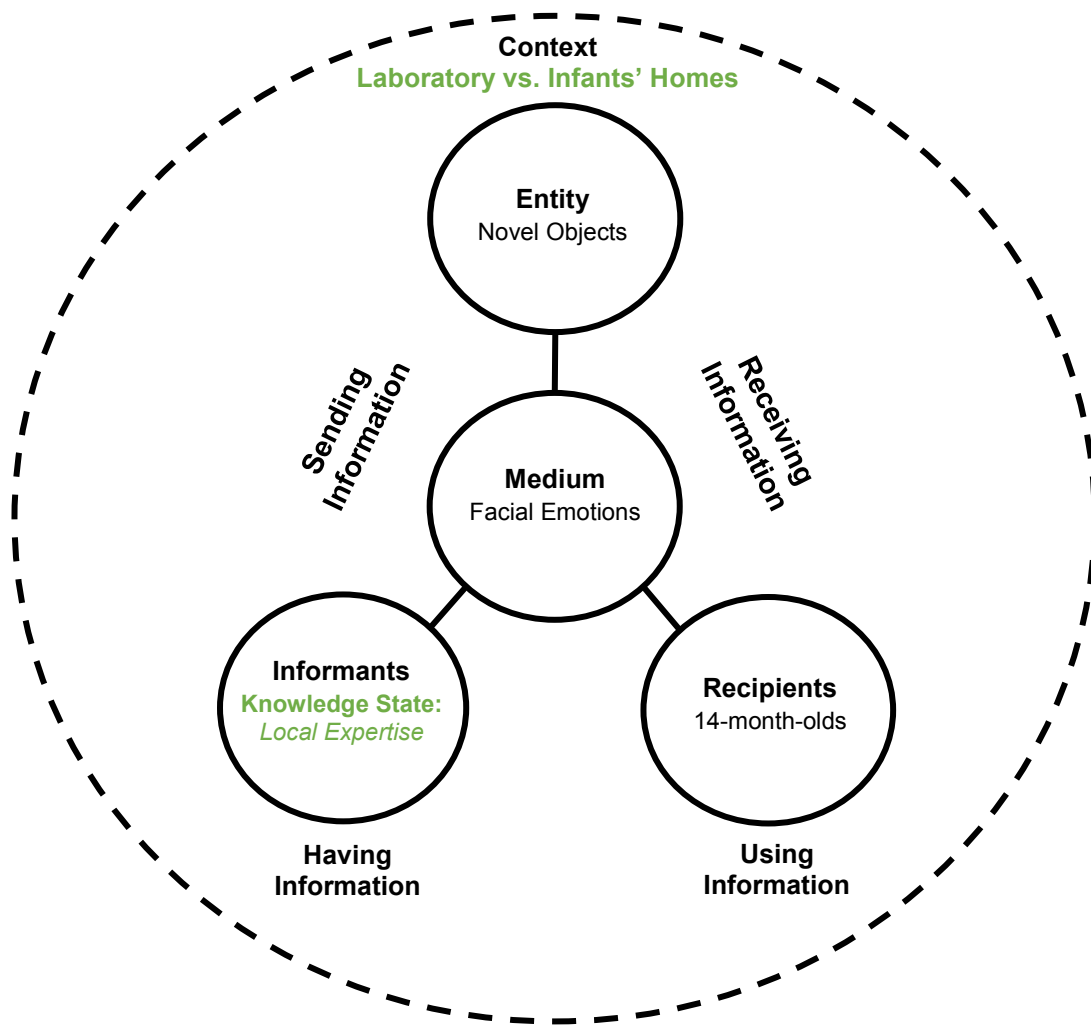 Context
Laboratory vs. Infants’ Homes
Entity
Novel Objects
Sending
Information
Receiving
Information
Medium
Facial Emotions
Informants
Knowledge State:
Local Expertise
Recipients
14-month-olds
Having
Information
Using
Information